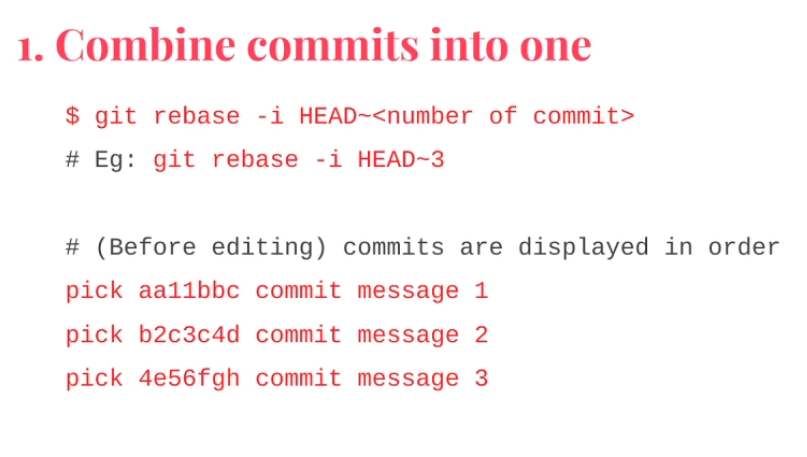 1. Combine commits into one
$ git rebase -i HEAD~<number of commit>
# Eg: git rebase -i HEAD~3
# (Before editing) commits are displayed in order
pick aa11bbc commit message 1
pick b2c3c4d commit message 2
pick 4e56fgh commit message 3